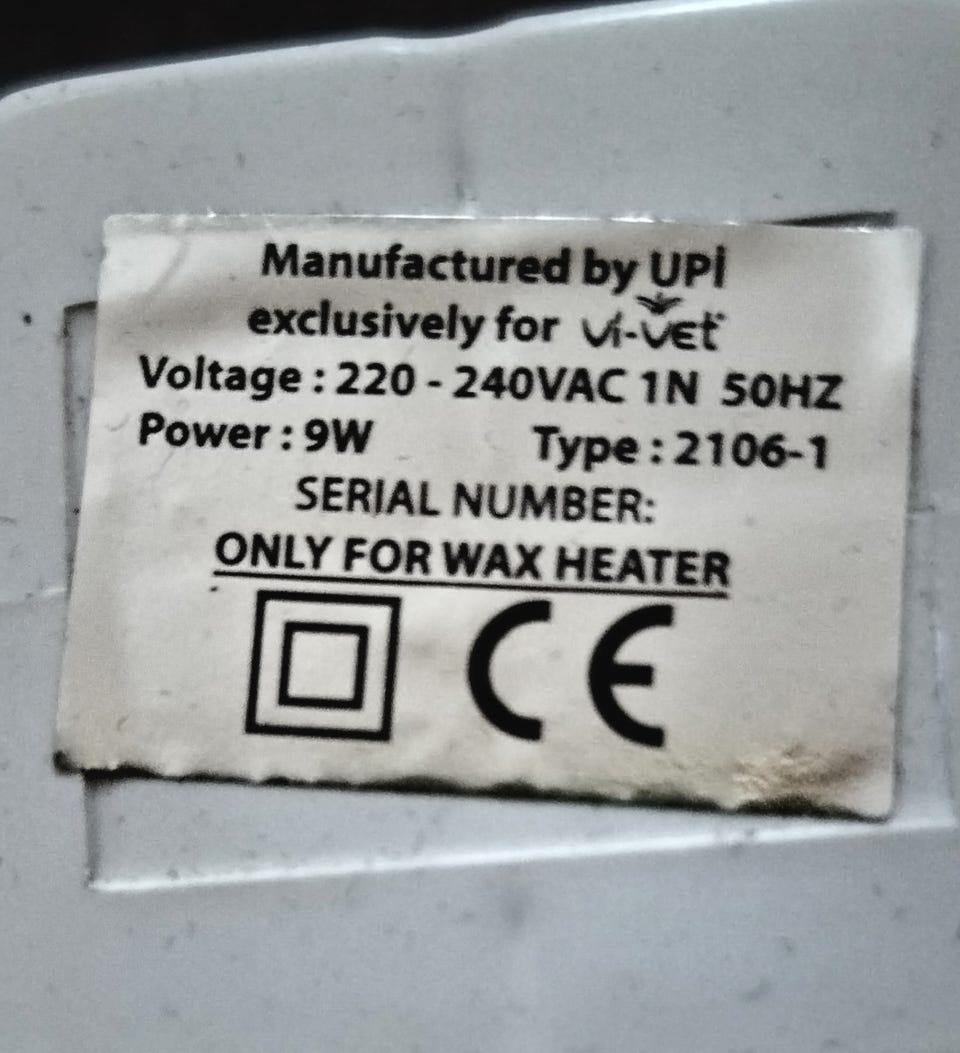 Manufactured by UPi
exclusively for vi-vet
Voltage : 220 - 240VAC 1N 50HZ
Power : 9W Type : 2106-1
SERIAL NUMBER:
ONLY FOR WAX HEATER
CE